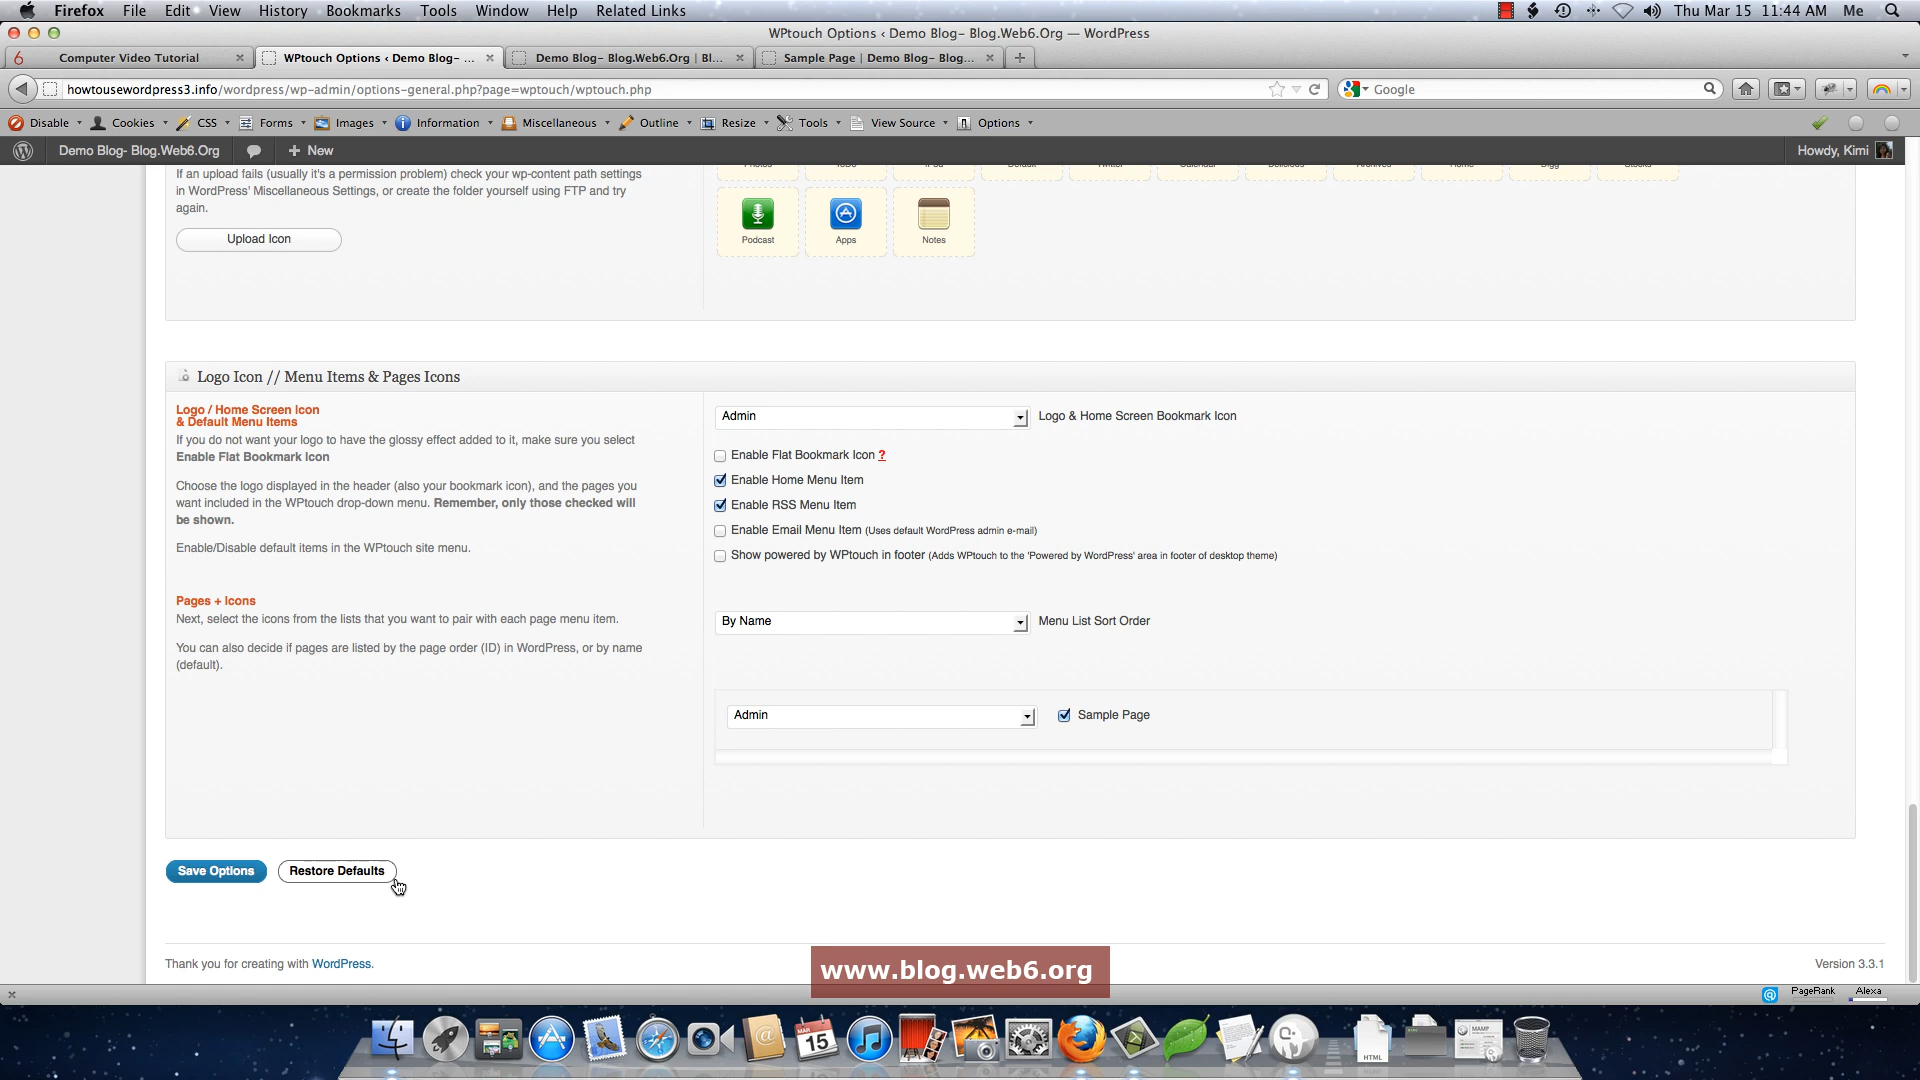 Firefox File Edit View History Bookmarks Tools Window Help Related Links Thu Mar 15 11:44 AM Me
WPtouch Options ‹ Demo Blog- Blog.Web6.Org — WordPress
Computer Video Tutorial WPtouch Options ‹ Demo Blog- ... Demo Blog- Blog.Web6.Org | Bl... Sample Page | Demo Blog- Blog...
howtousewordpress3.info/wordpress/wp-admin/options-general.php?page=wptouch/wptouch.php Google
Disable Cookies CSS Forms Images Information Miscellaneous Outline Resize Tools View Source Options
Demo Blog- Blog.Web6.Org New Howdy, Kimi
If an upload fails (usually it's a permission problem) check your wp-content path settings
in WordPress' Miscellaneous Settings, or create the folder yourself using FTP and try
again.
Upload Icon
Podcast Apps Notes
Logo Icon // Menu Items & Pages Icons
Logo / Home Screen Icon
& Default Menu Items
If you do not want your logo to have the glossy effect added to it, make sure you select
Enable Flat Bookmark Icon
Choose the logo displayed in the header (also your bookmark icon), and the pages you
want included in the WPtouch drop-down menu. Remember, only those checked will
be shown.
Enable/Disable default items in the WPtouch site menu.
Admin Logo & Home Screen Bookmark Icon
Enable Flat Bookmark Icon ?
Enable Home Menu Item
Enable RSS Menu Item
Enable Email Menu Item (Uses default WordPress admin e-mail)
Show powered by WPtouch in footer (Adds WPtouch to the 'Powered by WordPress' area in footer of desktop theme)
Pages + Icons
Next, select the icons from the lists that you want to pair with each page menu item.
You can also decide if pages are listed by the page order (ID) in WordPress, or by name
(default).
By Name Menu List Sort Order
Admin Sample Page
Save Options Restore Defaults
Thank you for creating with WordPress.
www.blog.web6.org
Version 3.3.1
PageRank Alexa
MAR
15
HTML
MAMP